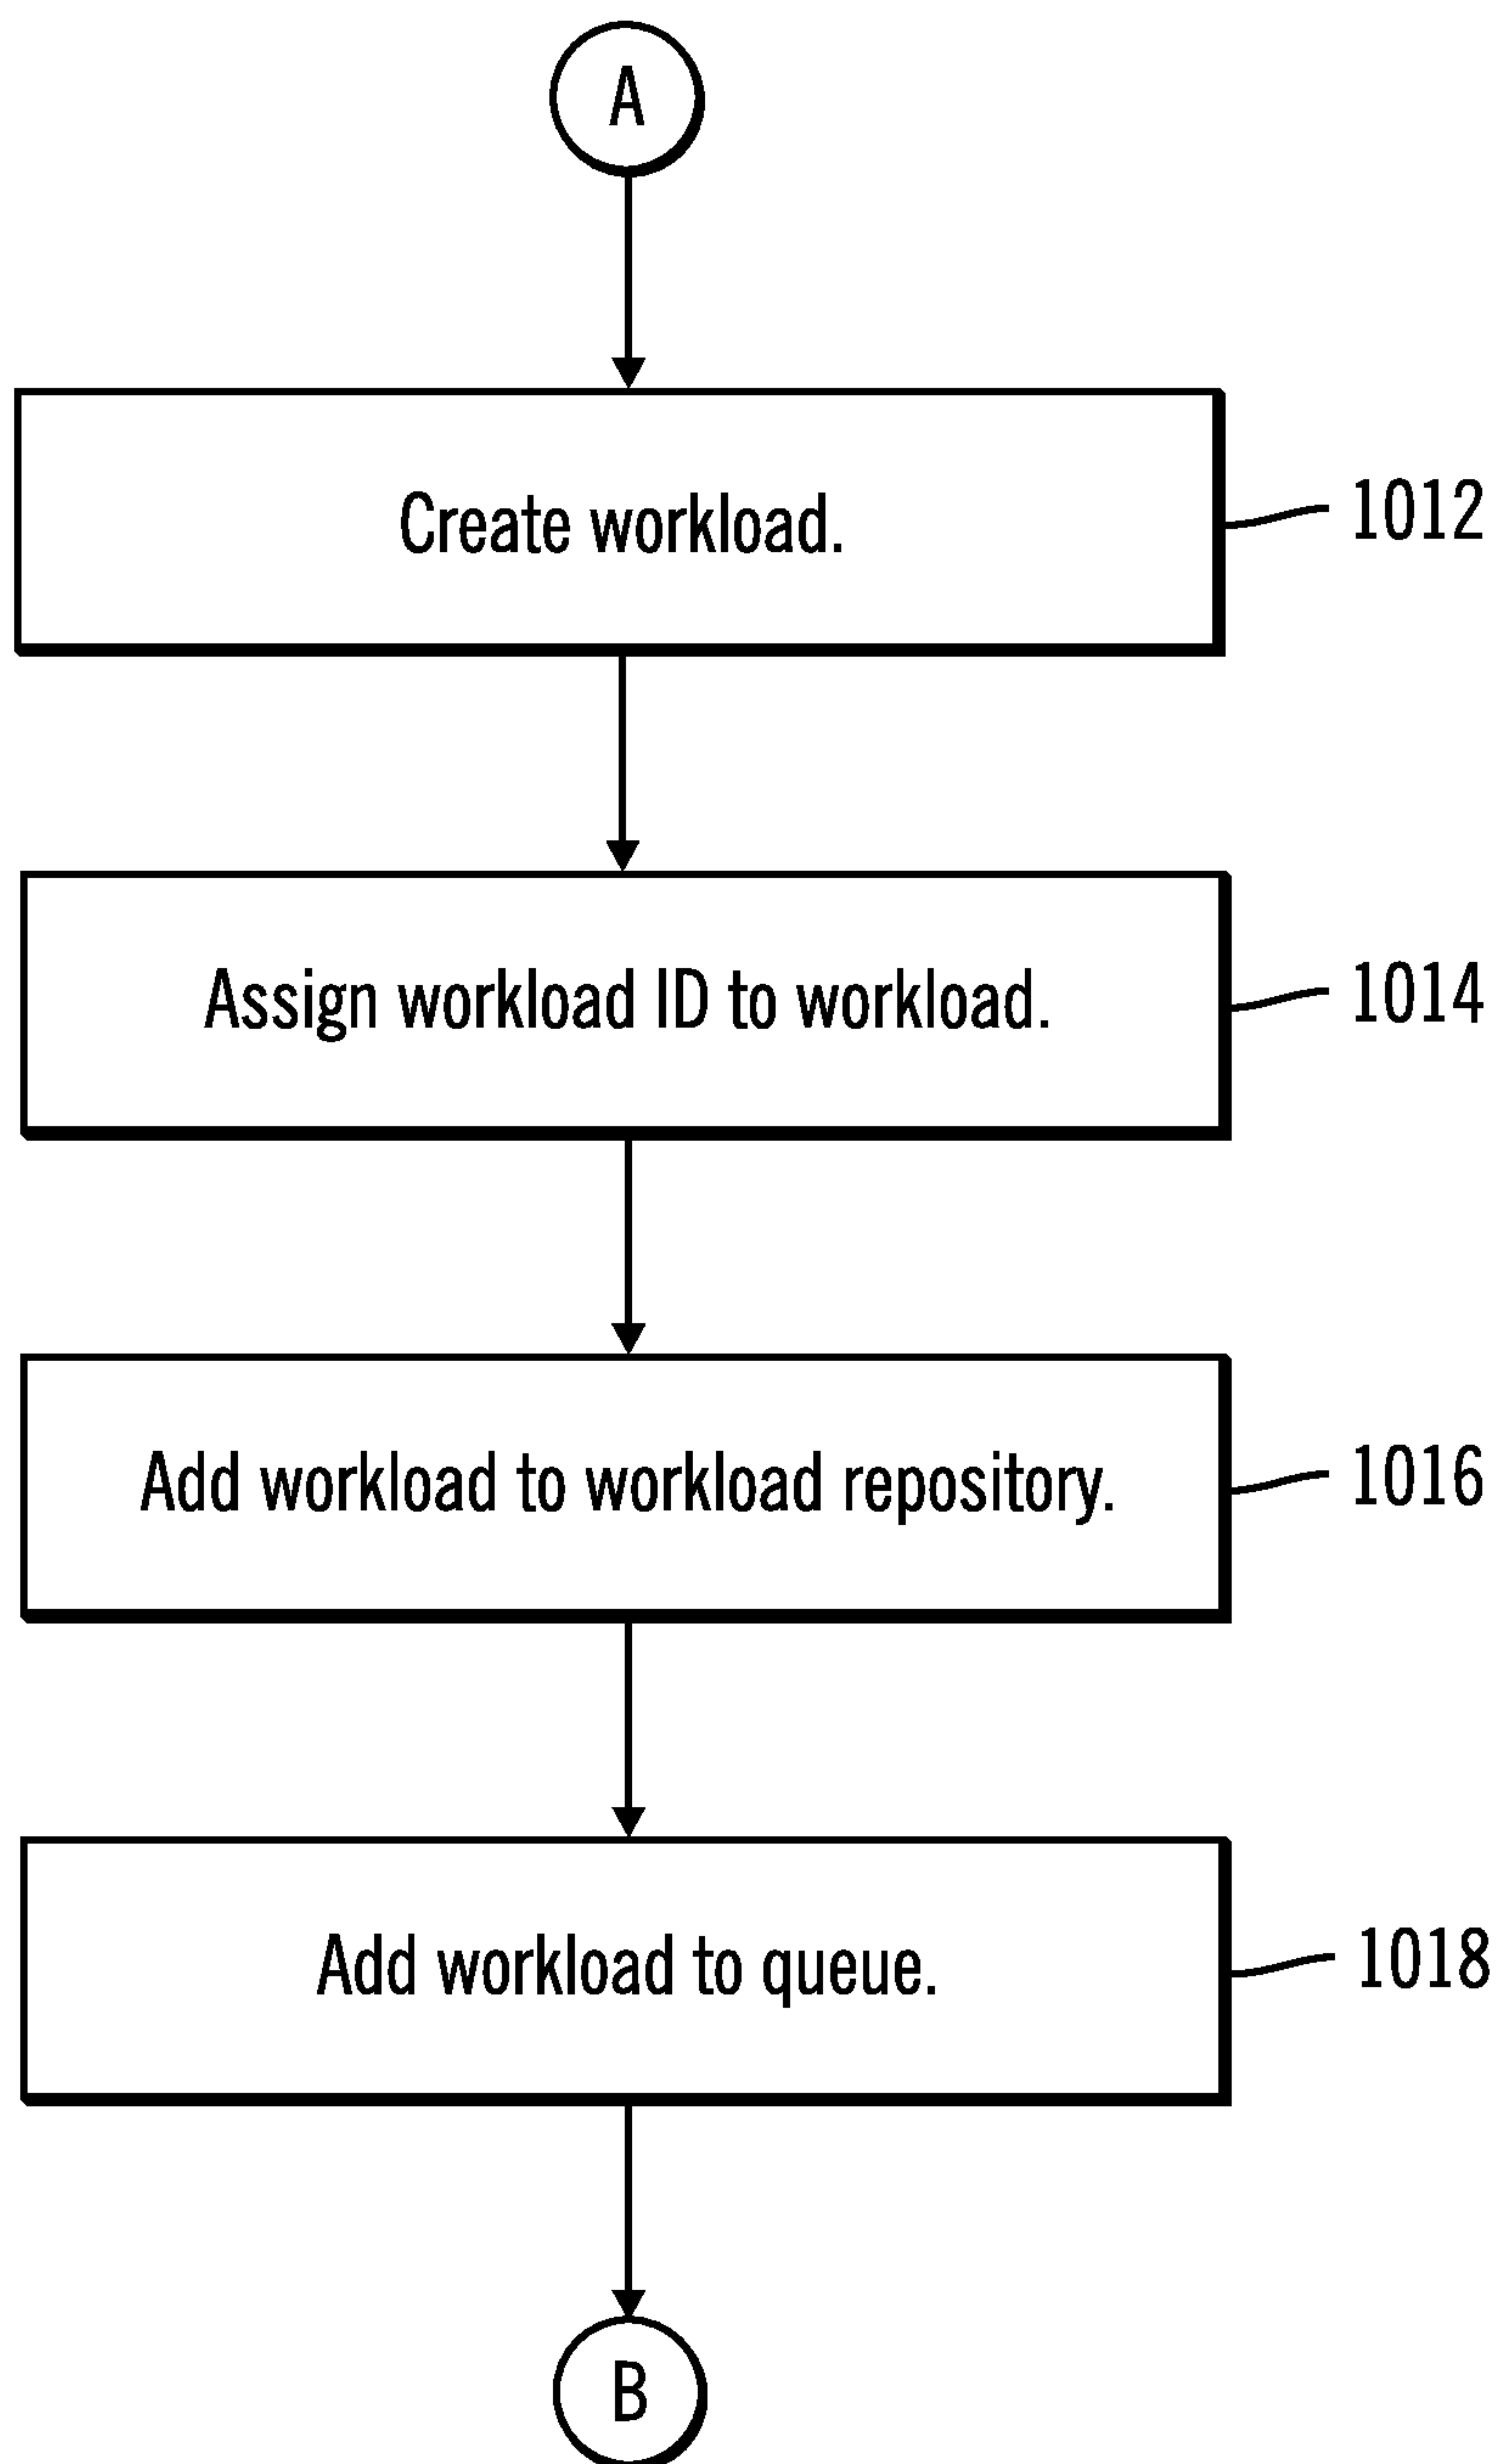 A
Create workload.
1012
Assign workload ID to workload.
1014
Add workload to workload repository.
1016
Add workload to queue.
1018
B